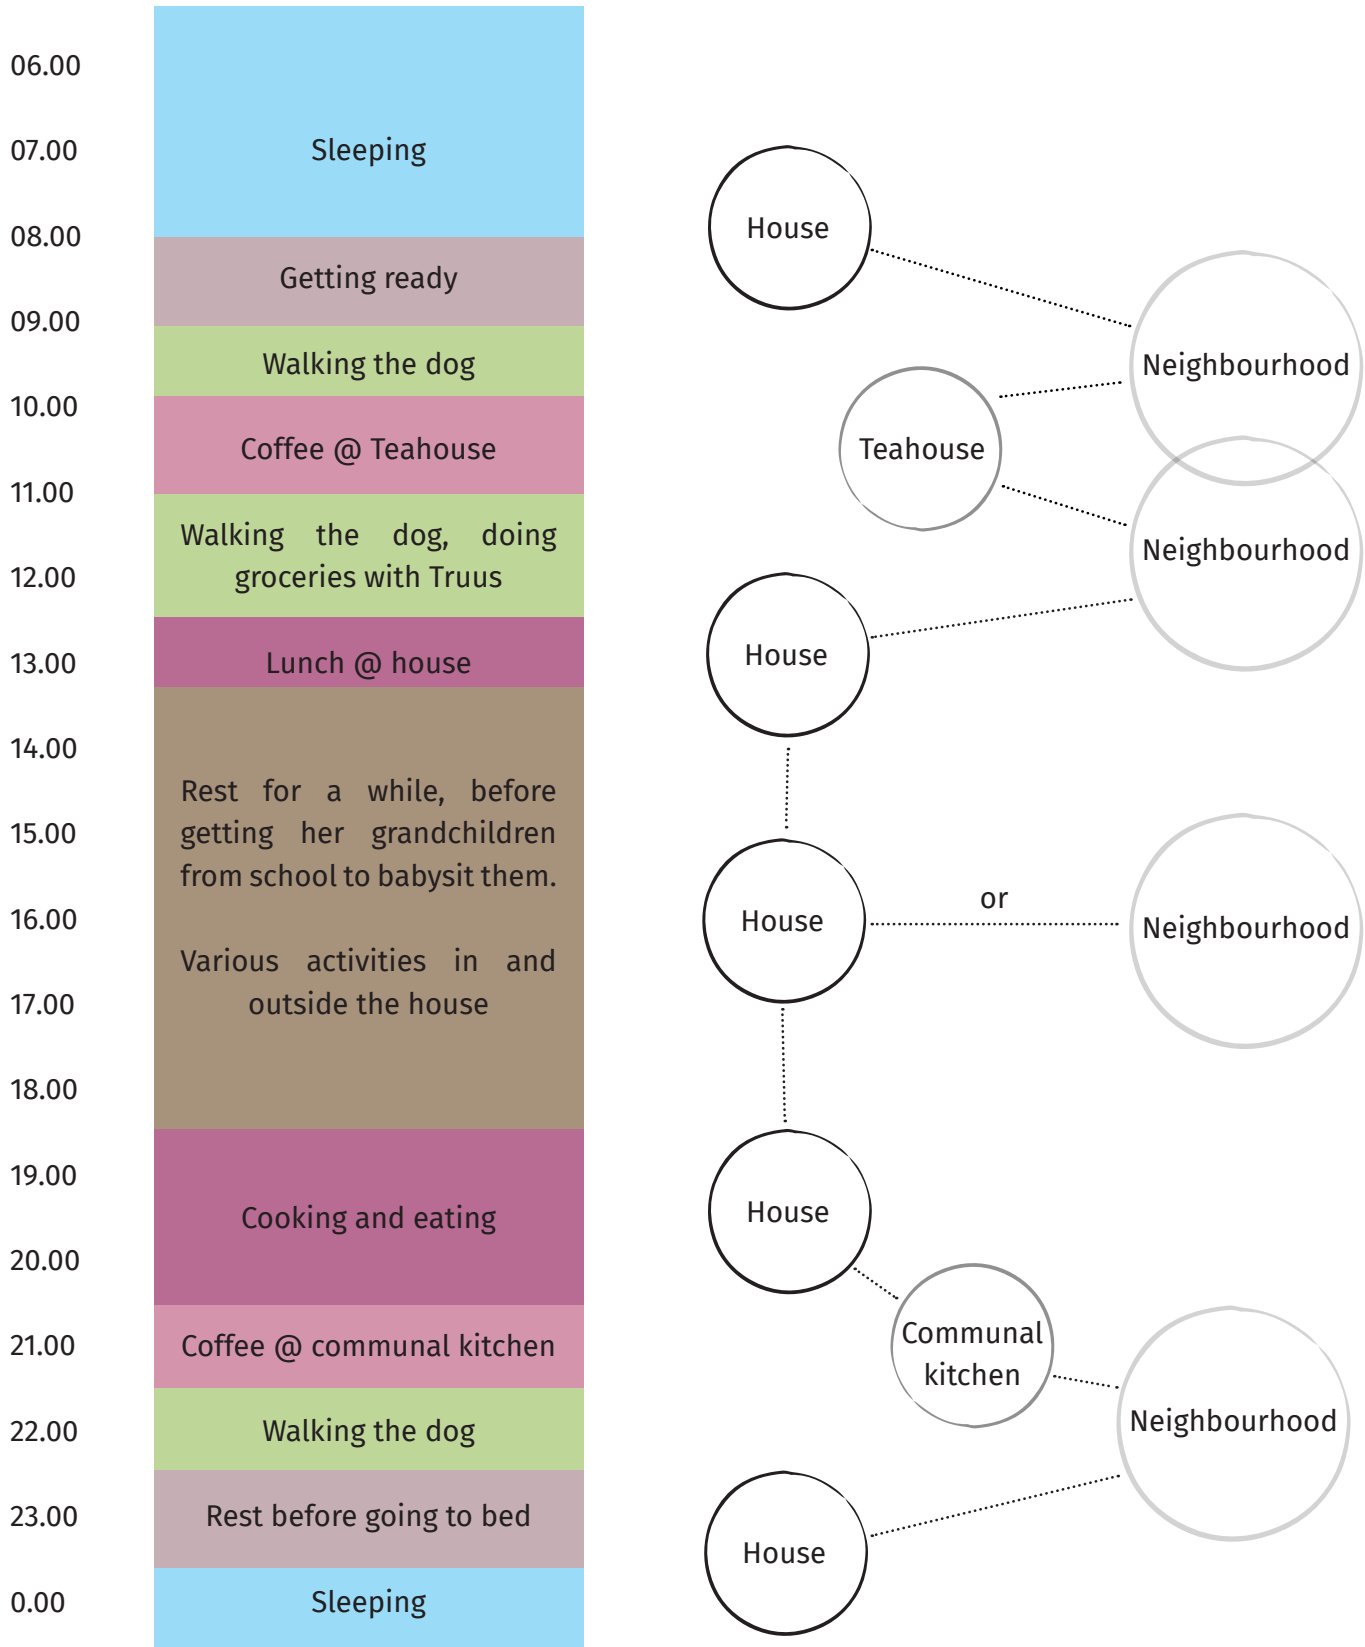 06.00
07.00
08.00
09.00
10.00
11.00
12.00
13.00
14.00
15.00
16.00
17.00
18.00
19.00
20.00
21.00
22.00
23.00
0.00
Sleeping
Getting ready
Walking the dog
Coffee @ Teahouse
Walking the dog, doing
groceries with Truus
Lunch @ house
Rest for a while, before
getting her grandchildren
from school to babysit them.
Various activities in and
outside the house
Cooking and eating
Coffee @ communal kitchen
Walking the dog
Rest before going to bed
Sleeping
House
Neighbourhood
Teahouse
Neighbourhood
House
House
or
Neighbourhood
House
Communal
kitchen
Neighbourhood
House